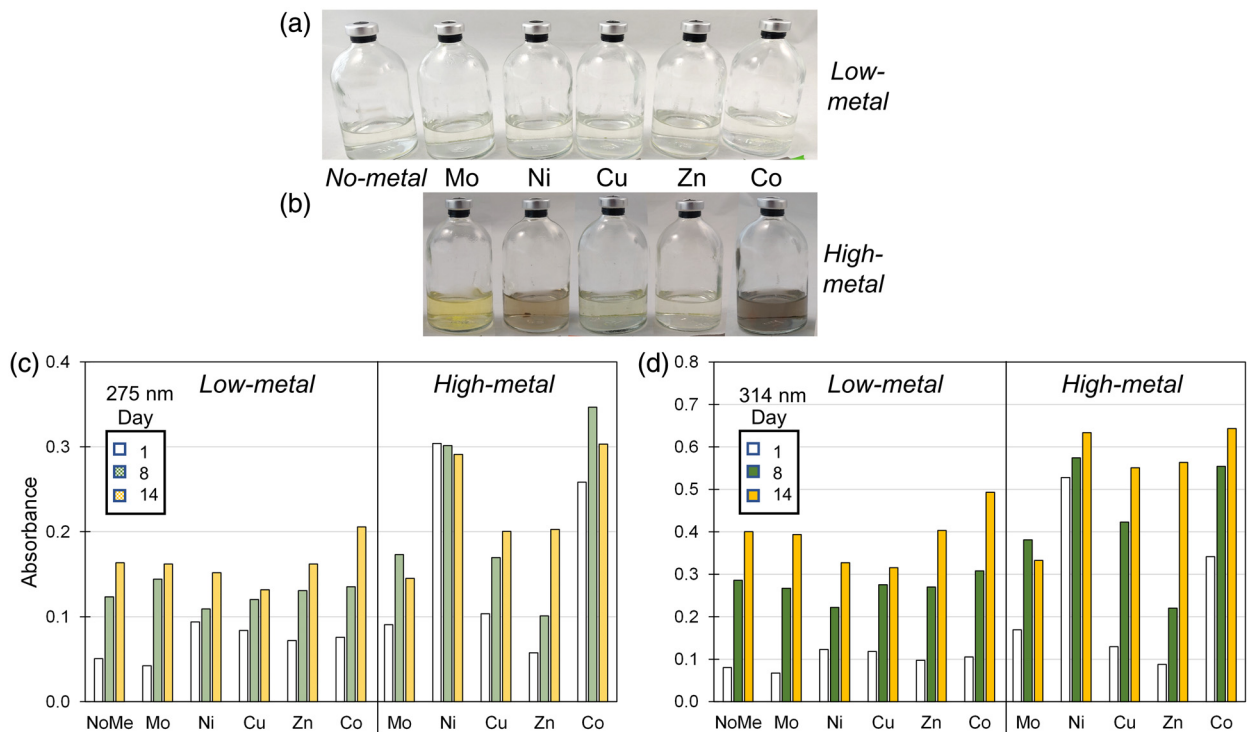 (a)
Low-
metal
No-metal Mo Ni Cu Zn Co
(b)
High-
metal
(c)
0.4
0.3
0.2
0.1
0.0
Absorbance
275 nm
Day
1
8
14
Low-metal
High-metal
NoMe Mo Ni Cu Zn Co Mo Ni Cu Zn Co
(d)
0.8
0.7
0.6
0.5
0.4
0.3
0.2
0.1
0.0
314 nm
Day
1
8
14
Low-metal
High-metal
NoMe Mo Ni Cu Zn Co Mo Ni Cu Zn Co